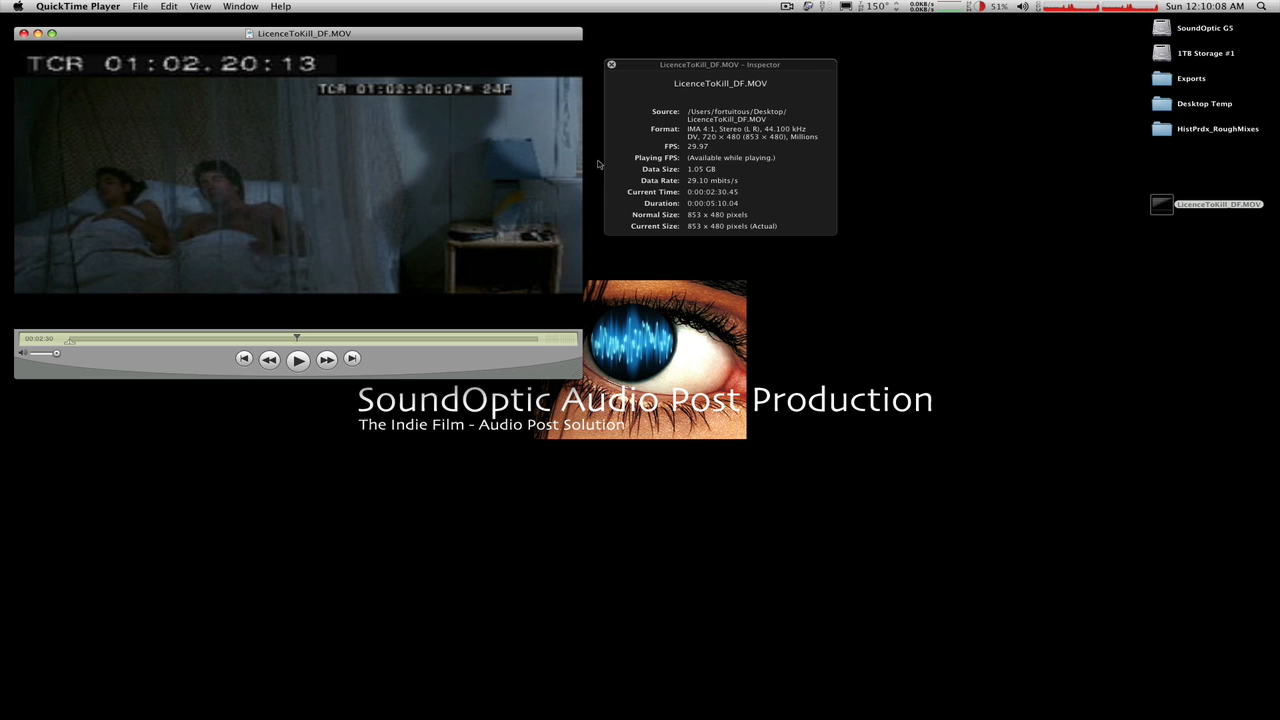 QuickTime Player File Edit View Window Help
0.0KB/s
0.0KB/s
150° 51% Sun 12:10:08 AM
LicenceToKill_DF.MOV
TCR 01:02.20:13
TCR 01:02:20:07* 24F
00:02:30
LicenceToKill_DF.MOV - Inspector
LicenceToKill_DF.MOV
Source: /Users/fortuitous/Desktop/
LicenceToKill_DF.MOV
Format: IMA 4:1, Stereo (L R), 44.100 kHz
DV, 720 × 480 (853 × 480), Millions
FPS: 29.97
Playing FPS: (Available while playing.)
Data Size: 1.05 GB
Data Rate: 29.10 mbits/s
Current Time: 0:00:02:30.45
Duration: 0:00:05:10.04
Normal Size: 853 x 480 pixels
Current Size: 853 x 480 pixels (Actual)
SoundOptic Audio Post Production
The Indie Film - Audio Post Solution
SoundOptic G5
1TB Storage #1
Exports
Desktop Temp
HistPrdx_RoughMixes
LicenceToKill_DF.MOV